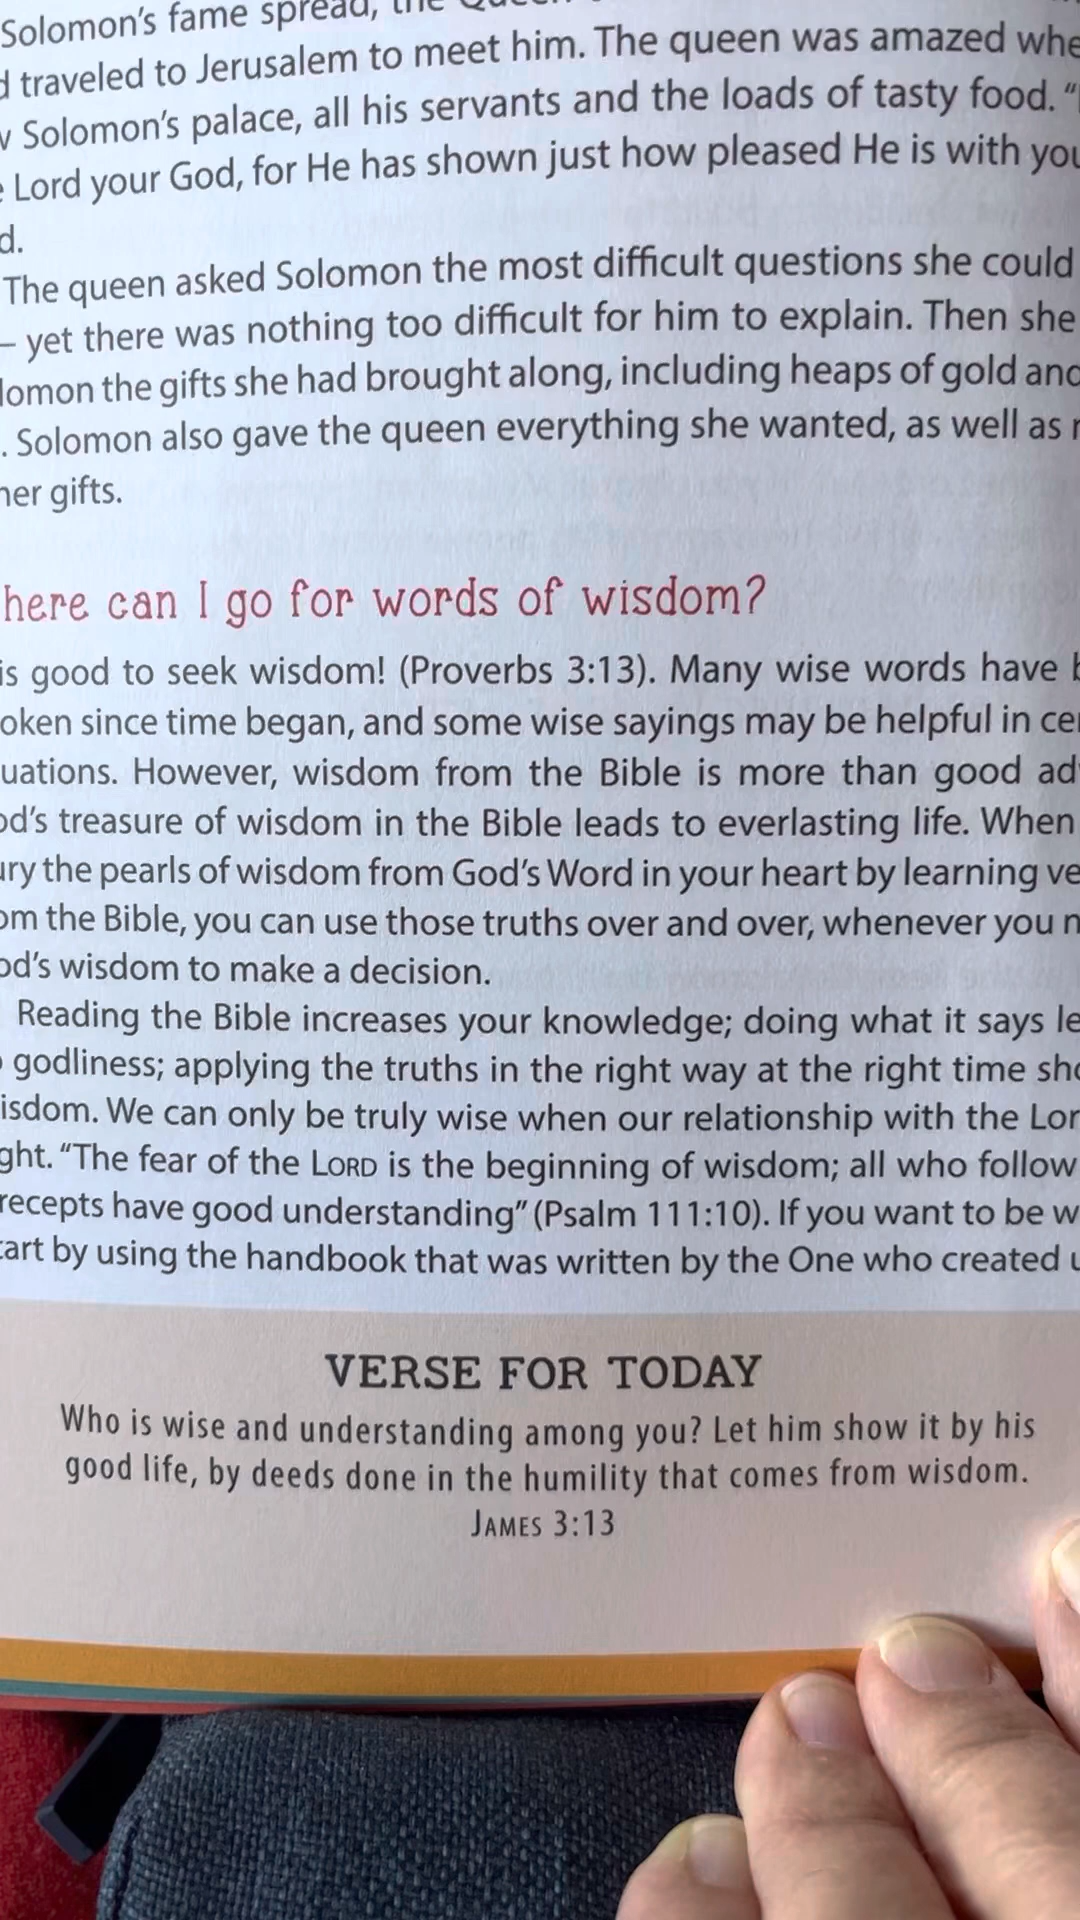 Solomon's fame spread, the Queen
traveled to Jerusalem to meet him. The queen was amazed whe
Solomon's palace, all his servants and the loads of tasty food. "
Lord your God, for He has shown just how pleased He is with you
d.
The queen asked Solomon the most difficult questions she could
– yet there was nothing too difficult for him to explain. Then she
lomon the gifts she had brought along, including heaps of gold and
. Solomon also gave the queen everything she wanted, as well as
her gifts.
here can I go for words of wisdom?
is good to seek wisdom! (Proverbs 3:13). Many wise words have b
oken since time began, and some wise sayings may be helpful in cer
uations. However, wisdom from the Bible is more than good ad
od's treasure of wisdom in the Bible leads to everlasting life. When
ury the pearls of wisdom from God's Word in your heart by learning ve
om the Bible, you can use those truths over and over, whenever you n
od's wisdom to make a decision.
Reading the Bible increases your knowledge; doing what it says le
godliness; applying the truths in the right way at the right time sho
isdom. We can only be truly wise when our relationship with the Lor
ght. "The fear of the LORD is the beginning of wisdom; all who follow
recepts have good understanding" (Psalm 111:10). If you want to be w
art by using the handbook that was written by the One who created u
VERSE FOR TODAY
Who is wise and understanding among you? Let him show it by his
good life, by deeds done in the humility that comes from wisdom.
JAMES 3:13